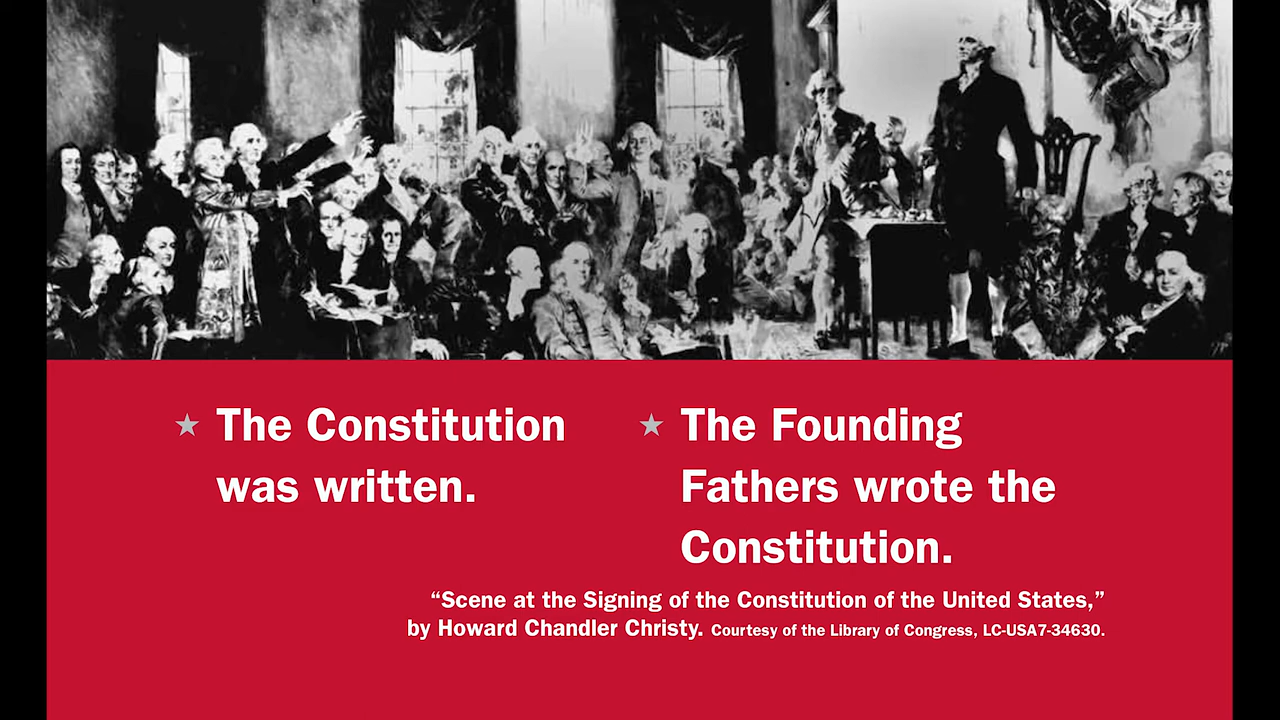 ★ The Constitution
was written.
★ The Founding
Fathers wrote the
Constitution.
“Scene at the Signing of the Constitution of the United States,”
by Howard Chandler Christy. Courtesy of the Library of Congress, LC-USA7-34630.